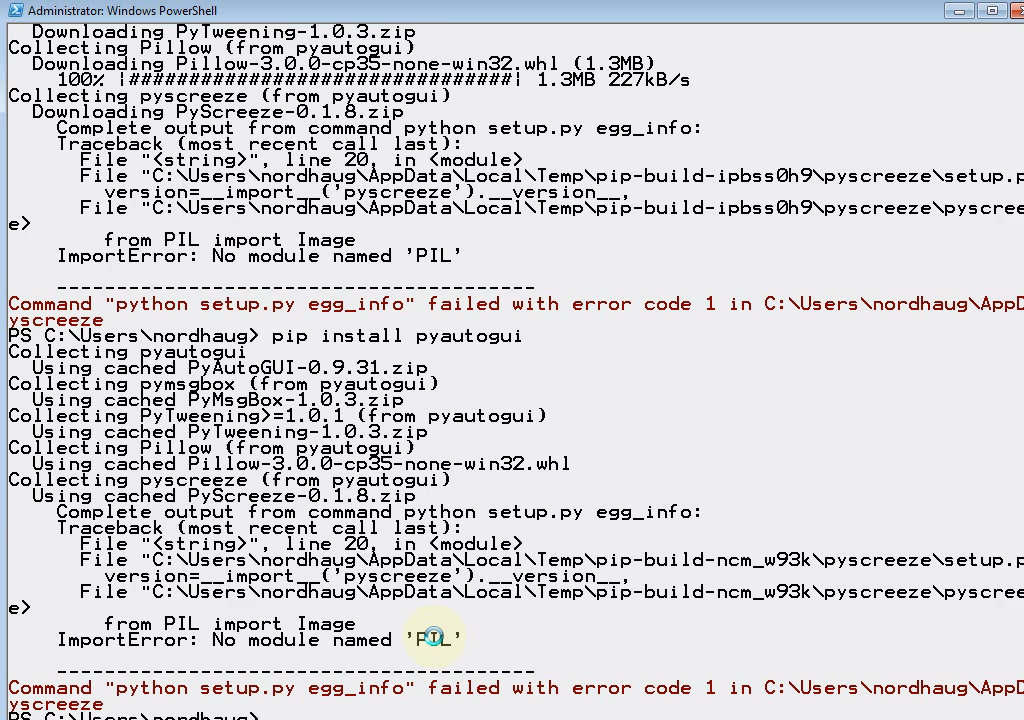 Administrator: Windows PowerShell
Downloading PyTweening-1.0.3.zip
Collecting Pillow (from pyautogui)
Downloading Pillow-3.0.0-cp35-none-win32.whl (1.3MB)
100% |################################| 1.3MB 227kB/s
Collecting pyscreeze (from pyautogui)
Downloading PyScreeze-0.1.8.zip
Complete output from command python setup.py egg_info:
Traceback (most recent call last):
File "<string>", line 20, in <module>
File "C:\Users\nordhaug\AppData\Local\Temp\pip-build-ipbss0h9\pyscreeze\setup.p
version=__import__('pyscreeze').__version__,
File "C:\Users\nordhaug\AppData\Local\Temp\pip-build-ipbss0h9\pyscreeze\pyscree
e>
from PIL import Image
ImportError: No module named 'PIL'
----------------------------------------
Command "python setup.py egg_info" failed with error code 1 in C:\Users\nordhaug\AppD
yscreeze
PS C:\Users\nordhaug> pip install pyautogui
Collecting pyautogui
Using cached PyAutoGUI-0.9.31.zip
Collecting pymsgbox (from pyautogui)
Using cached PyMsgBox-1.0.3.zip
Collecting PyTweening>=1.0.1 (from pyautogui)
Using cached PyTweening-1.0.3.zip
Collecting Pillow (from pyautogui)
Using cached Pillow-3.0.0-cp35-none-win32.whl
Collecting pyscreeze (from pyautogui)
Using cached PyScreeze-0.1.8.zip
Complete output from command python setup.py egg_info:
Traceback (most recent call last):
File "<string>", line 20, in <module>
File "C:\Users\nordhaug\AppData\Local\Temp\pip-build-ncm_w93k\pyscreeze\setup.p
version=__import__('pyscreeze').__version__,
File "C:\Users\nordhaug\AppData\Local\Temp\pip-build-ncm_w93k\pyscreeze\pyscree
e>
from PIL import Image
ImportError: No module named 'PIL'
----------------------------------------
Command "python setup.py egg_info" failed with error code 1 in C:\Users\nordhaug\AppD
yscreeze
PS C:\Users\nordhaug>